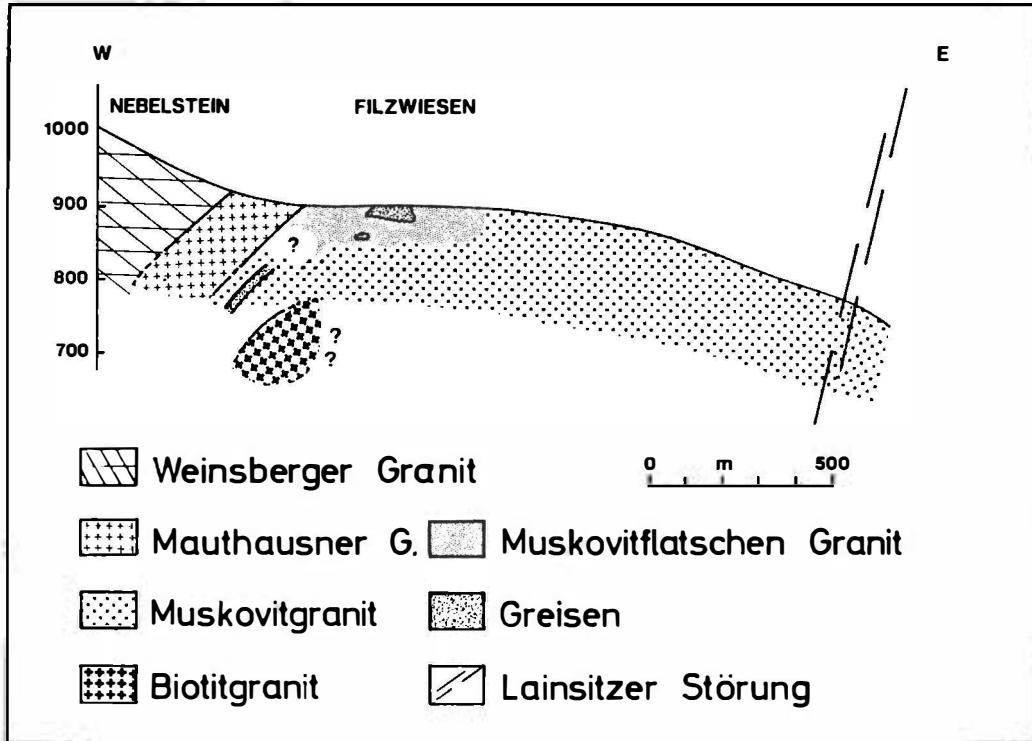 W
E
NEBELSTEIN
FILZWIESEN
1000
900
800
700
?
?
?
Weinsberger Granit
0 m 500
Mauthausner G.
Muskovitflatschen Granit
Muskovitgranit
Greisen
Biotitgranit
Lainsitzer Störung